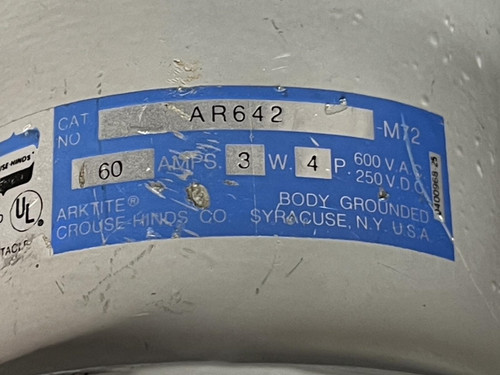 CAT NO AR642 -M72
60 AMPS. 3 W. 4 P. 600 V.A. 250 V.D.C
ARKTITE® CROUSE-HINDS CO. BODY GROUNDED SYRACUSE, N.Y. U.S.A.
UL